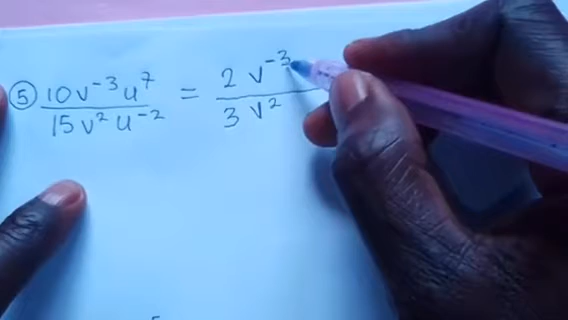 ⑤ 10v⁻³u⁷ / 15v²u⁻² = 2v⁻³ / 3v²